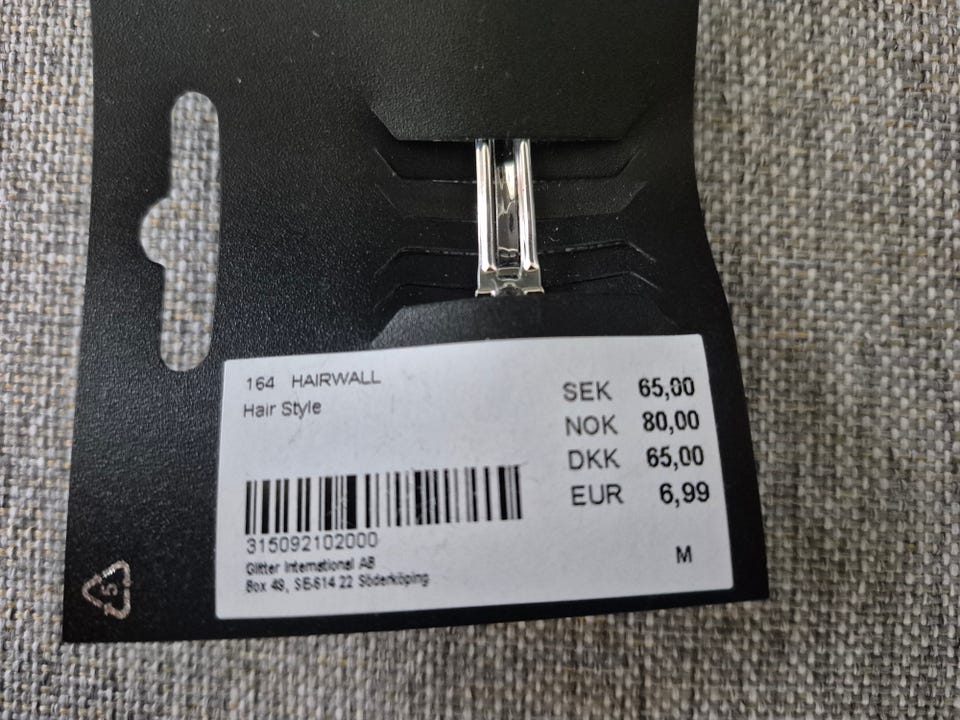 164 HAIRWALL
Hair Style
SEK 65,00
NOK 80,00
DKK 65,00
EUR 6,99
315092102000
Glitter International AB
Box 49, SE-614 22 Söderköping
M
5